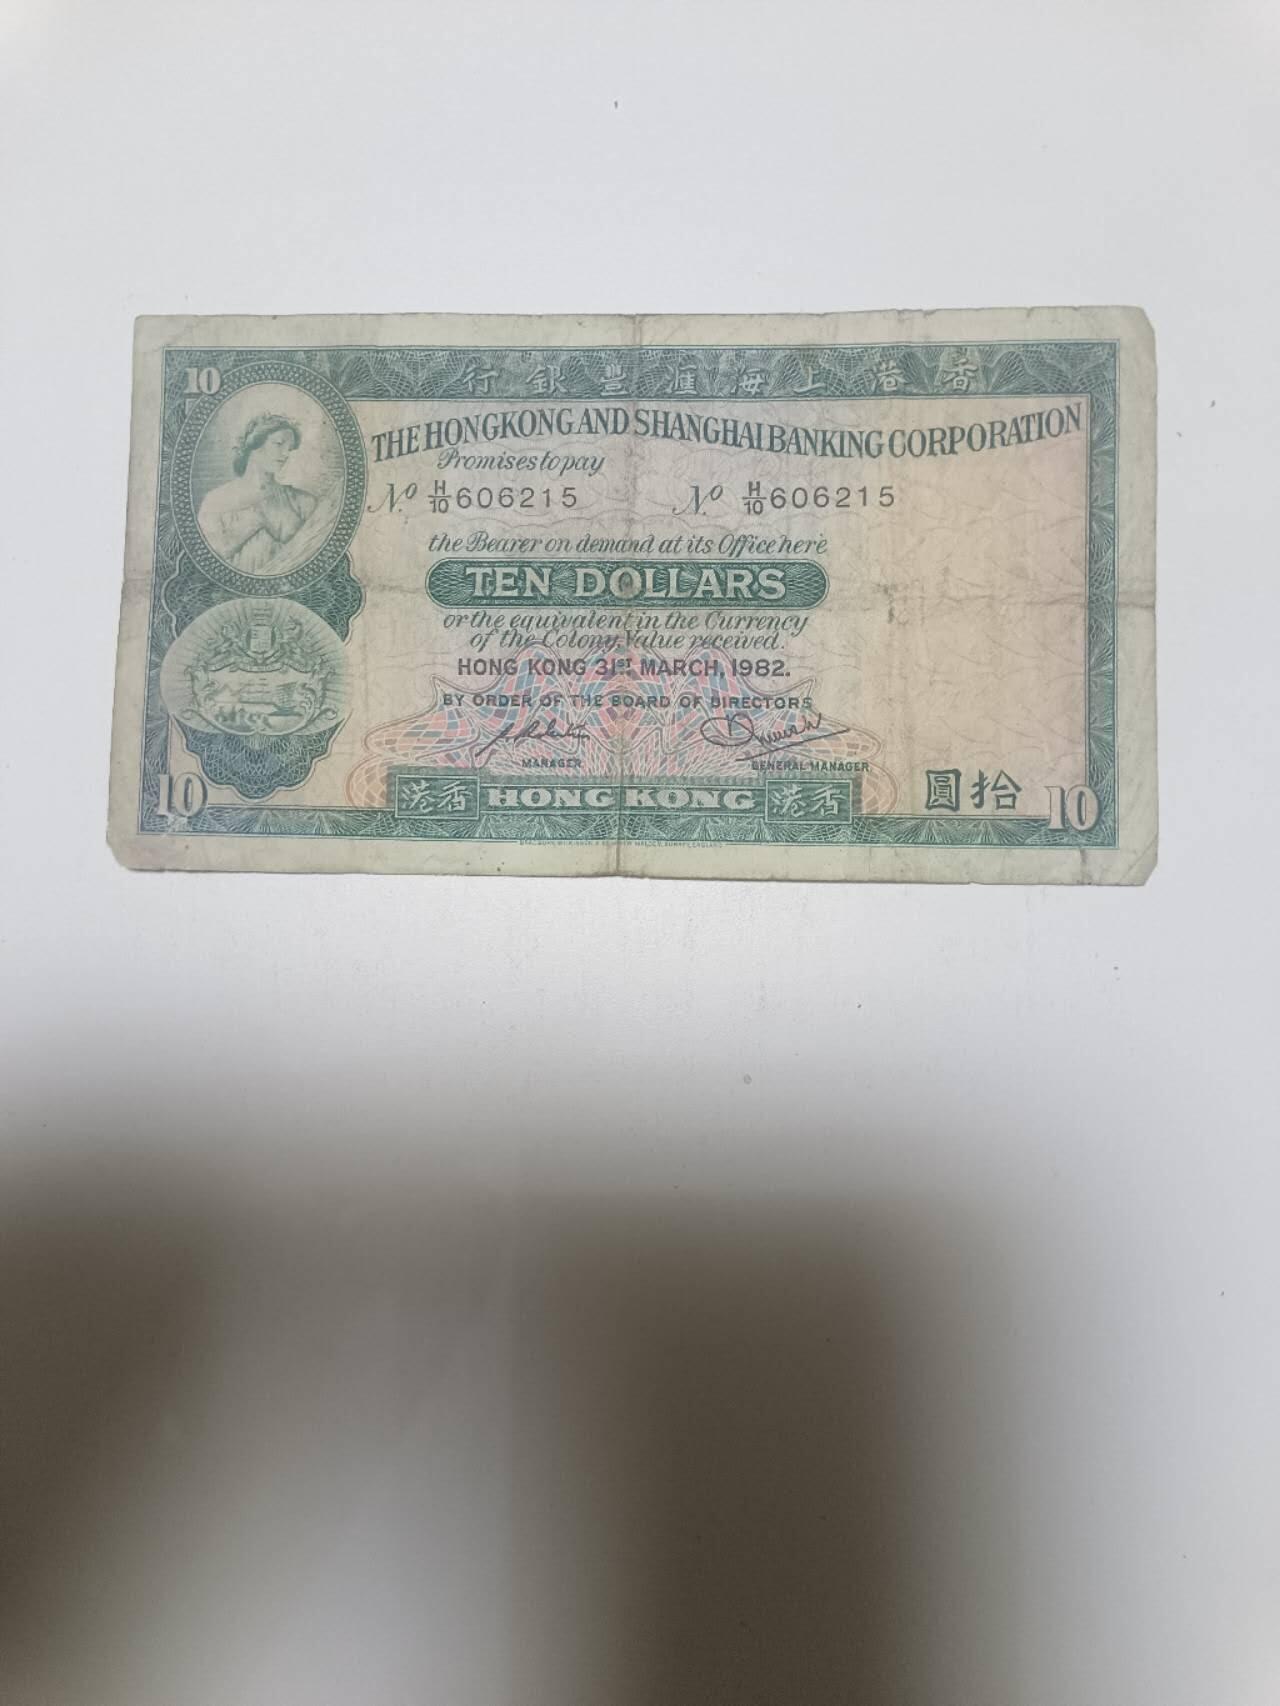 10
行銀豐滙海上港香
THE HONGKONG AND SHANGHAI BANKING CORPORATION
Promises to pay
No. H/10 606215 No. H/10 606215
the Bearer on demand at its Office here
TEN DOLLARS
or the equivalent in the Currency
of the Colony, Value received.
HONG KONG 31ST MARCH, 1982.
BY ORDER OF THE BOARD OF DIRECTORS
MANAGER GENERAL MANAGER
10 港香 HONG KONG 港香 圓拾 10